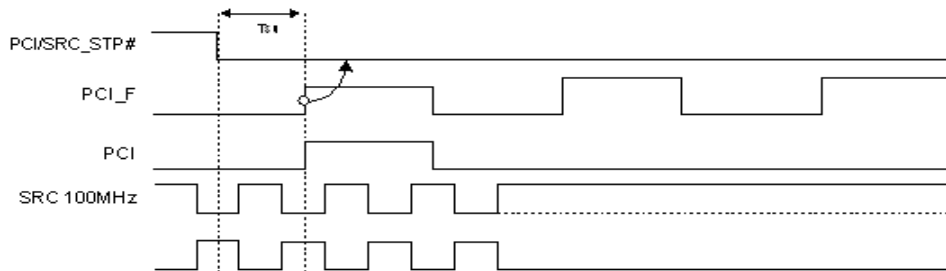 Tsu
PCI/SRC_STP#
PCI_F
PCI
SRC 100MHz